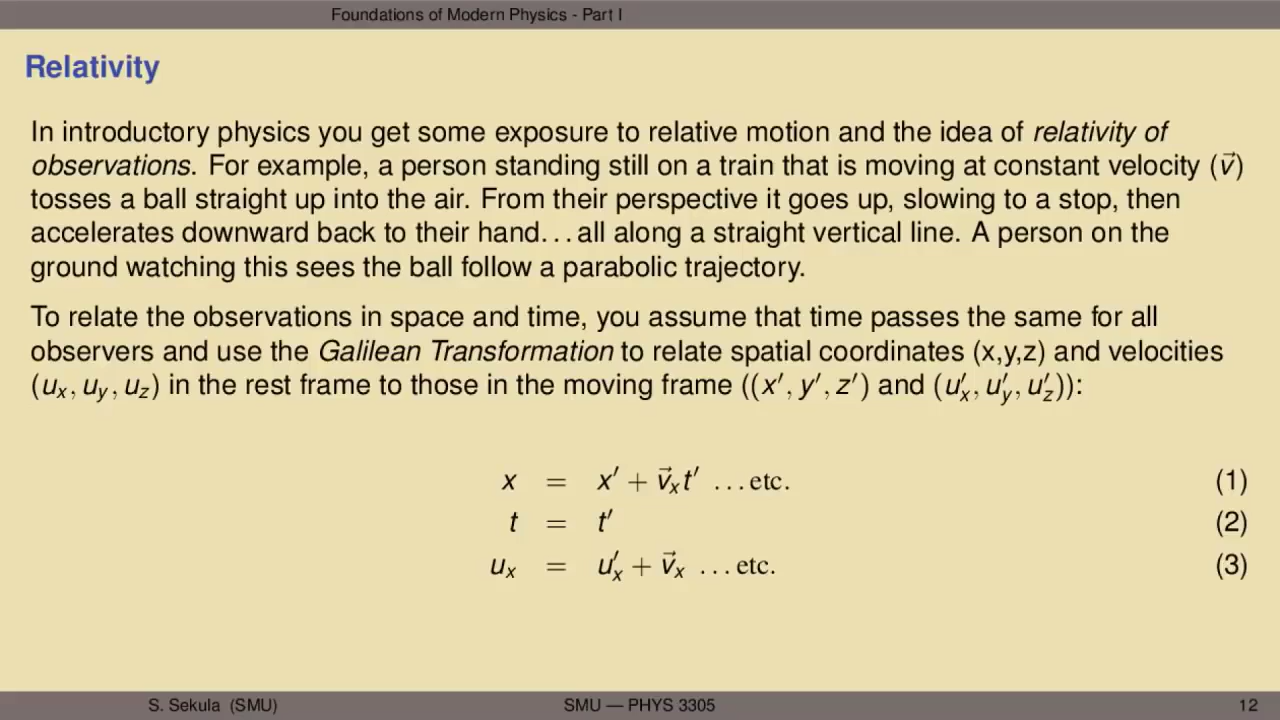 Foundations of Modern Physics - Part I
Relativity
In introductory physics you get some exposure to relative motion and the idea of relativity of
observations. For example, a person standing still on a train that is moving at constant velocity (v⃗)
tosses a ball straight up into the air. From their perspective it goes up, slowing to a stop, then
accelerates downward back to their hand...all along a straight vertical line. A person on the
ground watching this sees the ball follow a parabolic trajectory.
To relate the observations in space and time, you assume that time passes the same for all
observers and use the Galilean Transformation to relate spatial coordinates (x,y,z) and velocities
(uₓ, u_y, u_z) in the rest frame to those in the moving frame ((x′, y′, z′) and (u′ₓ, u′_y, u′_z)):
x = x′ + v⃗ₓt′ ...etc. (1)
t = t′ (2)
uₓ = u′ₓ + v⃗ₓ ...etc. (3)
S. Sekula (SMU) SMU — PHYS 3305 12